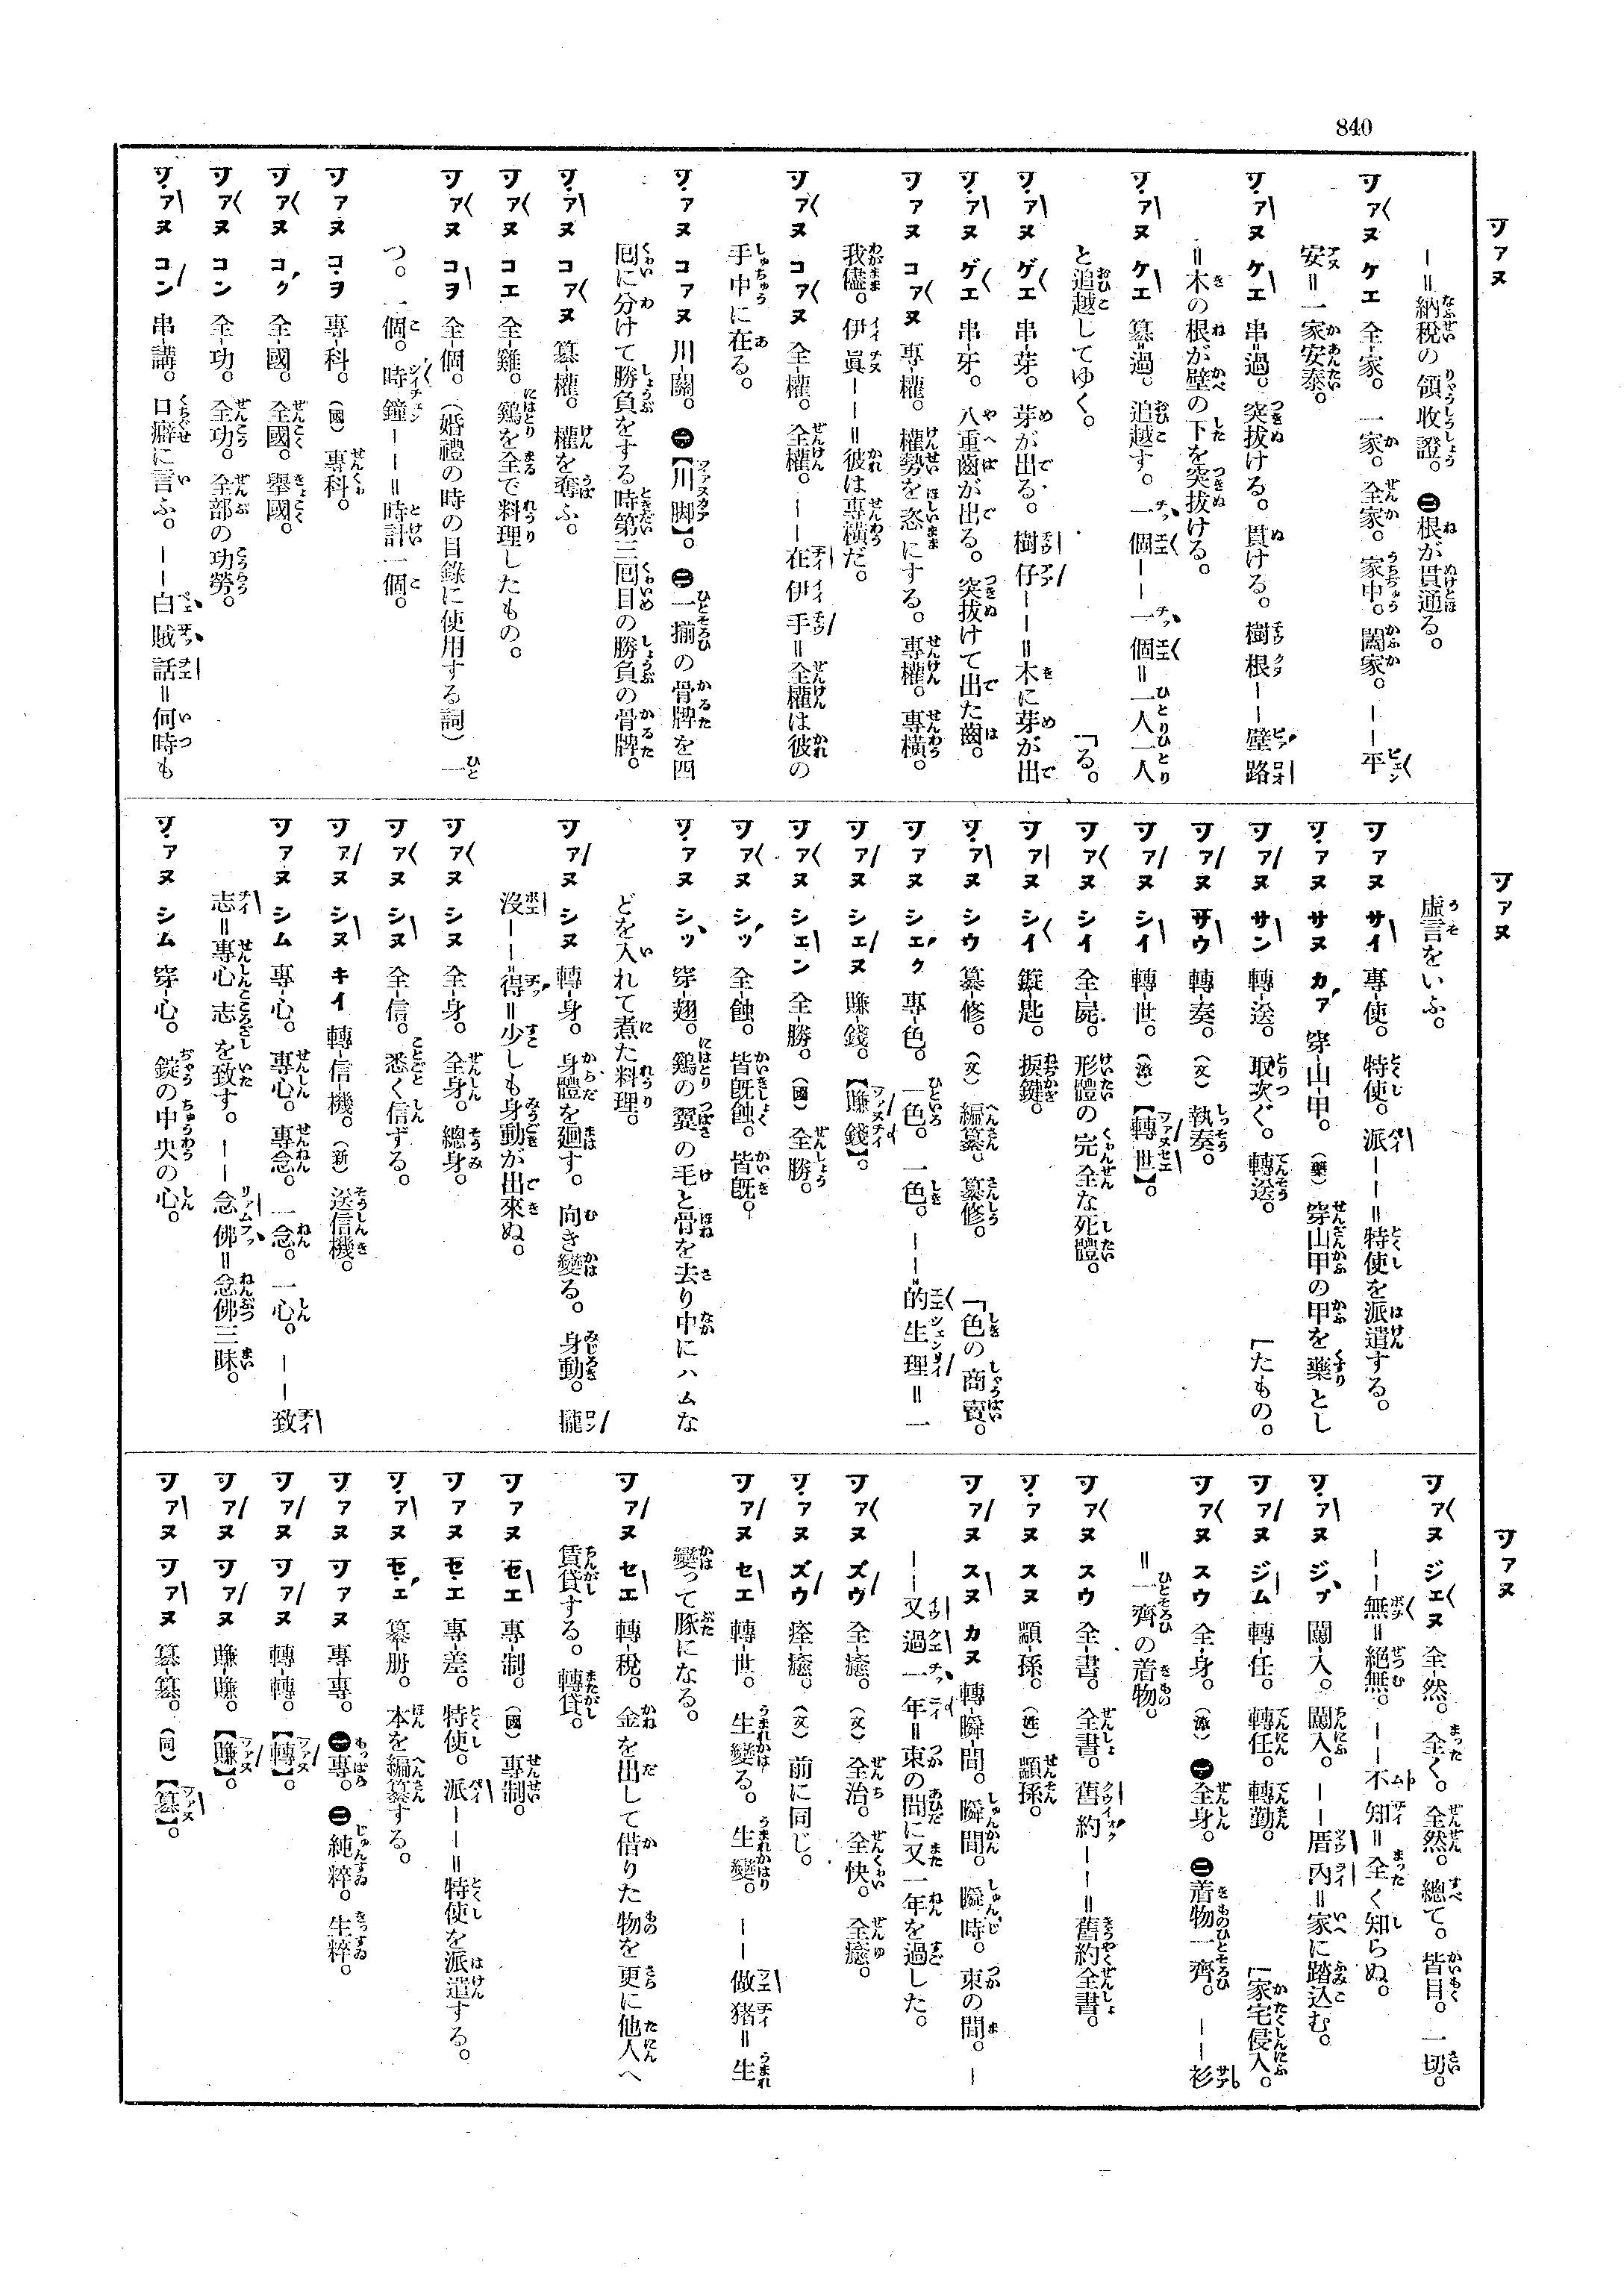 840
ツァヌ
ーー＝納税の領收證。㊁根が貫通る。
ツァヌ ケエ 全-家。一家。全家。家中。闔家。ーー平
安＝一家安泰。
ツァヌ ケエ 串-過。突拔ける。貫ける。樹根ーー壁路
＝木の根が壁の下を突拔ける。
ツァヌ ケエ 纂-過。追越す。一個ーー一個＝一人一人
と追越してゆく。 「る。
ツァヌ ゲエ 串-芽。芽が出る。樹仔ーー＝木に芽が出
ツァヌ ゲエ 串-牙。八重齒が出る。突拔けて出た齒。
ツァヌ コァヌ 專-權。權勢を恣にする。專權。專橫。
我儘。伊眞ーー＝彼は專橫だ。
ツァヌ コァヌ 全-權。全權。ーー在伊手＝全權は彼の
手中に在る。
ツァヌ コァヌ 川-關。㊀【川脚】。㊁一揃の骨牌を四
囘に分けて勝負をする時第三囘目の勝負の骨牌。
ツァヌ コァヌ 纂-權。權を奪ふ。
ツァヌ コエ 全-雞。鷄を全で料理したもの。
ツァヌ コヲ 全-個。（婚禮の時の目錄に使用する詞）一
つ。一個。時鐘ーー＝時計一個。
ツァヌ コヲ 專-科。（國）專科。
ツァヌ コク 全-國。全國。擧國。
ツァヌ コン 全-功。全功。全部の功勞。
ツァヌ コン 串-講。口癖に言ふ。ーー白賊話＝何時も
ツァヌ
虛言をいふ。
ツァヌ サイ 專-使。特使。派ーー＝特使を派遣する。
ツァヌ サヌ カァ 穿-山-甲。（藥）穿山甲の甲を藥とし
ツァヌ サン 轉-送。取次ぐ。轉送。 「たもの。
ツァヌ サウ 轉-奏。（文）執奏。
ツァヌ シイ 轉-世。（添）【轉世】。
ツァヌ シイ 全-屍。形體の完全な死體。
ツァヌ シイ 鏇-匙。捩鍵。
ツァヌ シウ 纂-修。（文）編纂。纂修。 「色の商賣。
ツァヌ シェク 專-色。一色。一色。ーー的生理＝一
ツァヌ シェヌ 賺-錢。【賺錢】。
ツァヌ シェン 全-勝。（國）全勝。
ツァヌ シッ 全-蝕。皆旣蝕。皆旣。
ツァヌ シッ 穿-翅。鷄の翼の毛と骨を去り中にハムな
どを入れて煮た料理。
ツァヌ シヌ 轉-身。身體を廻す。向き變る。身動。攏
沒ーー得＝少しも身動が出來ぬ。
ツァヌ シヌ 全-身。全身。總身。
ツァヌ シヌ 全-信。悉く信ずる。
ツァヌ シヌ キイ 轉-信-機。（新）送信機。
ツァヌ シム 專-心。專心。專念。一念。一心。ーー致
志＝專心志を致す。ーー念佛＝念佛三昧。
ツァヌ シム 穿-心。錠の中央の心。
ツァヌ
ツァヌ ジェヌ 全-然。全く。全然。總て。皆目。一切。
ーー無＝絕無。ーー不知＝全く知らぬ。
ツァヌ ジプ 闖-入。闖入。ーー厝內＝家に踏込む。
ツァヌ ジム 轉-任。轉任。轉勤。 「家宅侵入。
ツァヌ スウ 全-身。（添）㊀全身。㊁着物一齊。ーー衫
＝一齊の着物。
ツァヌ スウ 全-書。全書。舊約ーー＝舊約全書。
ツァヌ スヌ 顓-孫。（姓）顓孫。
ツァヌ スヌ カヌ 轉-瞬-間。瞬間。瞬時。束の間。ー
ーー又過一年＝束の間に又一年を過した。
ツァヌ ズウ 全-癒。（文）全治。全快。全癒。
ツァヌ ズウ 痊-癒。（文）前に同じ。
ツァヌ セエ 轉-世。生變る。生變。ーー做猪＝生
變って豚になる。
ツァヌ セエ 轉-稅。金を出して借りた物を更に他人へ
賃貸する。轉貸。
ツァヌ セエ 專-制。（國）專制。
ツァヌ セエ 專-差。特使。派ーー＝特使を派遣する。
ツァヌ セエ 纂-册。本を編纂する。
ツァヌ ツァヌ 專-專。㊀專。㊁純粹。生粹。
ツァヌ ツァヌ 轉-轉。【轉】。
ツァヌ ツァヌ 賺-賺。【賺】。
ツァヌ ツァヌ 纂-纂。（同）【纂】。